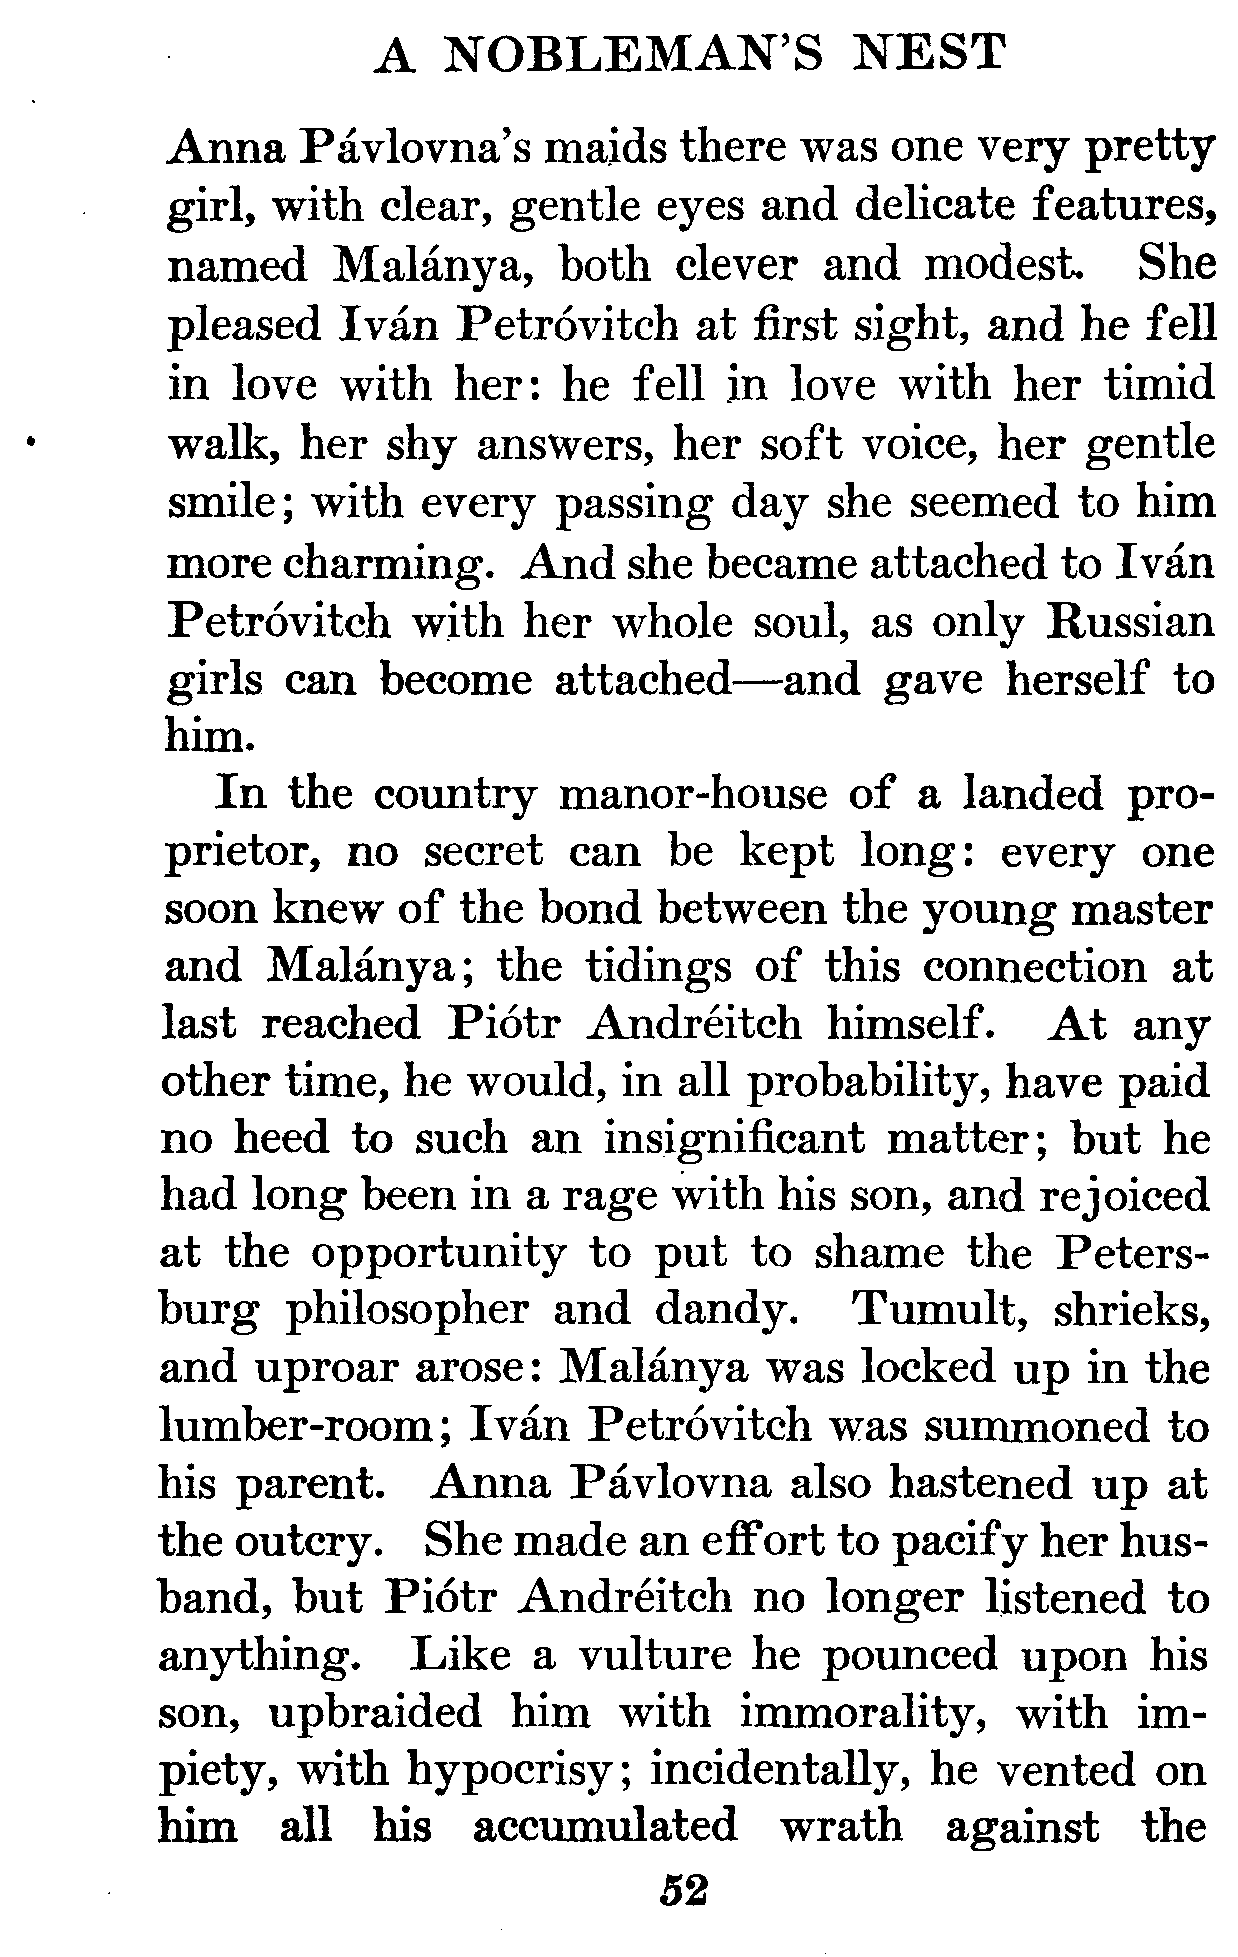 A NOBLEMAN'S NEST
Anna Pávlovna's maids there was one very pretty
girl, with clear, gentle eyes and delicate features,
named Malánya, both clever and modest. She
pleased Iván Petróvitch at first sight, and he fell
in love with her: he fell in love with her timid
walk, her shy answers, her soft voice, her gentle
smile; with every passing day she seemed to him
more charming. And she became attached to Iván
Petróvitch with her whole soul, as only Russian
girls can become attached—and gave herself to
him.
In the country manor-house of a landed pro-
prietor, no secret can be kept long: every one
soon knew of the bond between the young master
and Malánya; the tidings of this connection at
last reached Piótr Andréitch himself. At any
other time, he would, in all probability, have paid
no heed to such an insignificant matter; but he
had long been in a rage with his son, and rejoiced
at the opportunity to put to shame the Peters-
burg philosopher and dandy. Tumult, shrieks,
and uproar arose: Malánya was locked up in the
lumber-room; Iván Petróvitch was summoned to
his parent. Anna Pávlovna also hastened up at
the outcry. She made an effort to pacify her hus-
band, but Piótr Andréitch no longer listened to
anything. Like a vulture he pounced upon his
son, upbraided him with immorality, with im-
piety, with hypocrisy; incidentally, he vented on
him all his accumulated wrath against the
52